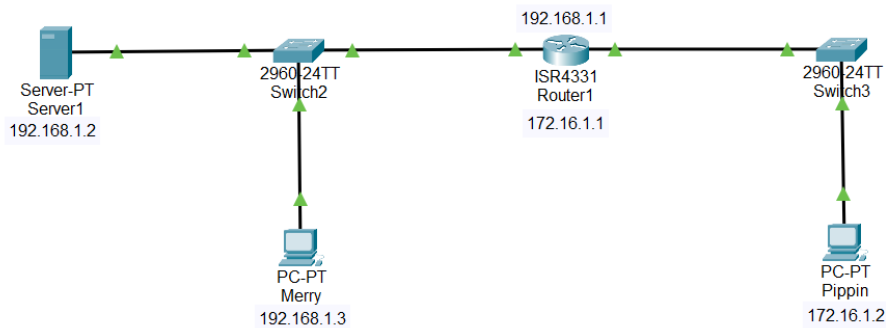 192.168.1.1
Server-PT
Server1
192.168.1.2
2960-24TT
Switch2
ISR4331
Router1
172.16.1.1
2960-24TT
Switch3
PC-PT
Merry
192.168.1.3
PC-PT
Pippin
172.16.1.2